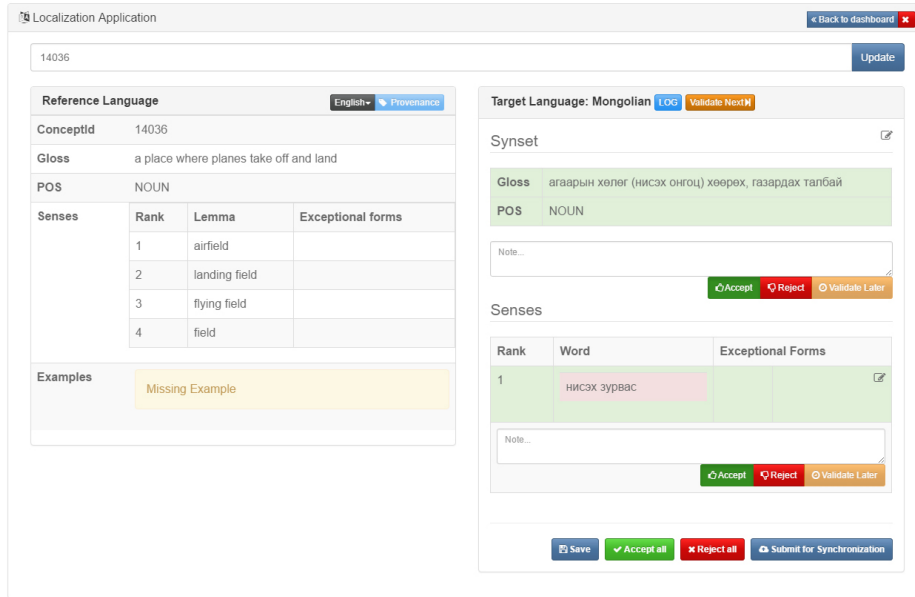 Localization Application
« Back to dashboard
14036
Update
Reference Language
English
Provenance
ConceptId 14036
Gloss a place where planes take off and land
POS NOUN
Senses
Rank Lemma Exceptional forms
1 airfield
2 landing field
3 flying field
4 field
Examples
Missing Example
Target Language: Mongolian LOG Validate Next
Synset
Gloss агаарын хөлөг (нисэх онгоц) хөөрөх, газардах талбай
POS NOUN
Note...
Accept Reject Validate Later
Senses
Rank Word Exceptional Forms
1 нисэх зурвас
Note...
Accept Reject Validate Later
Save Accept all Reject all Submit for Synchronization